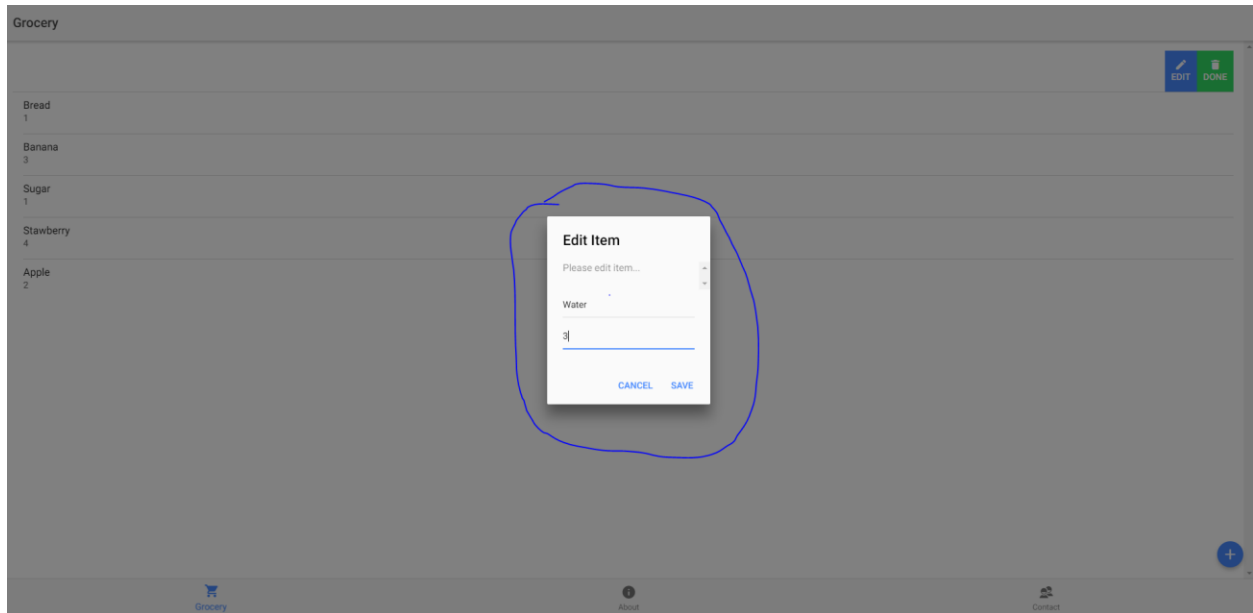 Grocery
EDIT DONE
Bread
1
Banana
3
Sugar
1
Stawberry
4
Apple
2
Edit Item
Please edit item...
Water
3
CANCEL SAVE
Grocery About Contact